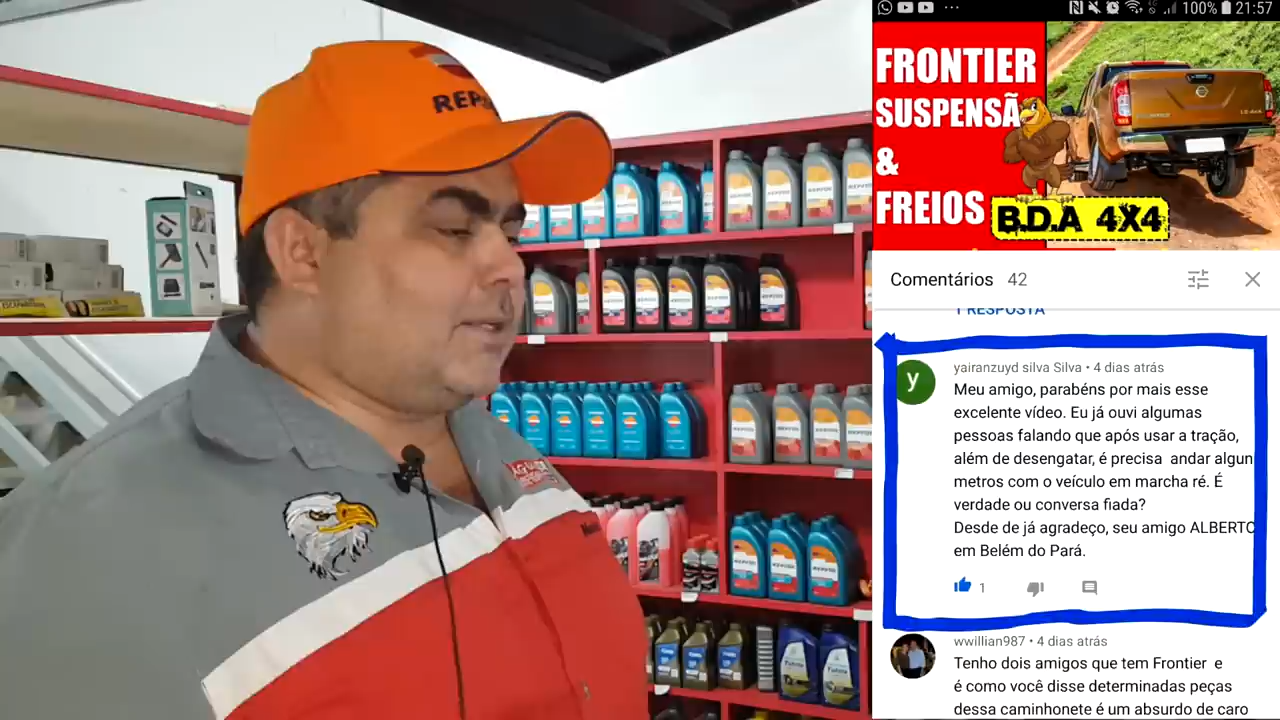 100% 21:57
FRONTIER
SUSPENSÃ
&
FREIOS
B.D.A 4X4
REP
Comentários 42
1 RESPOSTA
yairanzuyd silva Silva • 4 dias atrás
y
Meu amigo, parabéns por mais esse
excelente vídeo. Eu já ouvi algumas
pessoas falando que após usar a tração,
além de desengatar, é precisa andar algun
metros com o veículo em marcha ré. É
verdade ou conversa fiada?
Desde de já agradeço, seu amigo ALBERTO
em Belém do Pará.
1
wwillian987 • 4 dias atrás
Tenho dois amigos que tem Frontier e
é como você disse determinadas peças
dessa caminhonete é um absurdo de caro